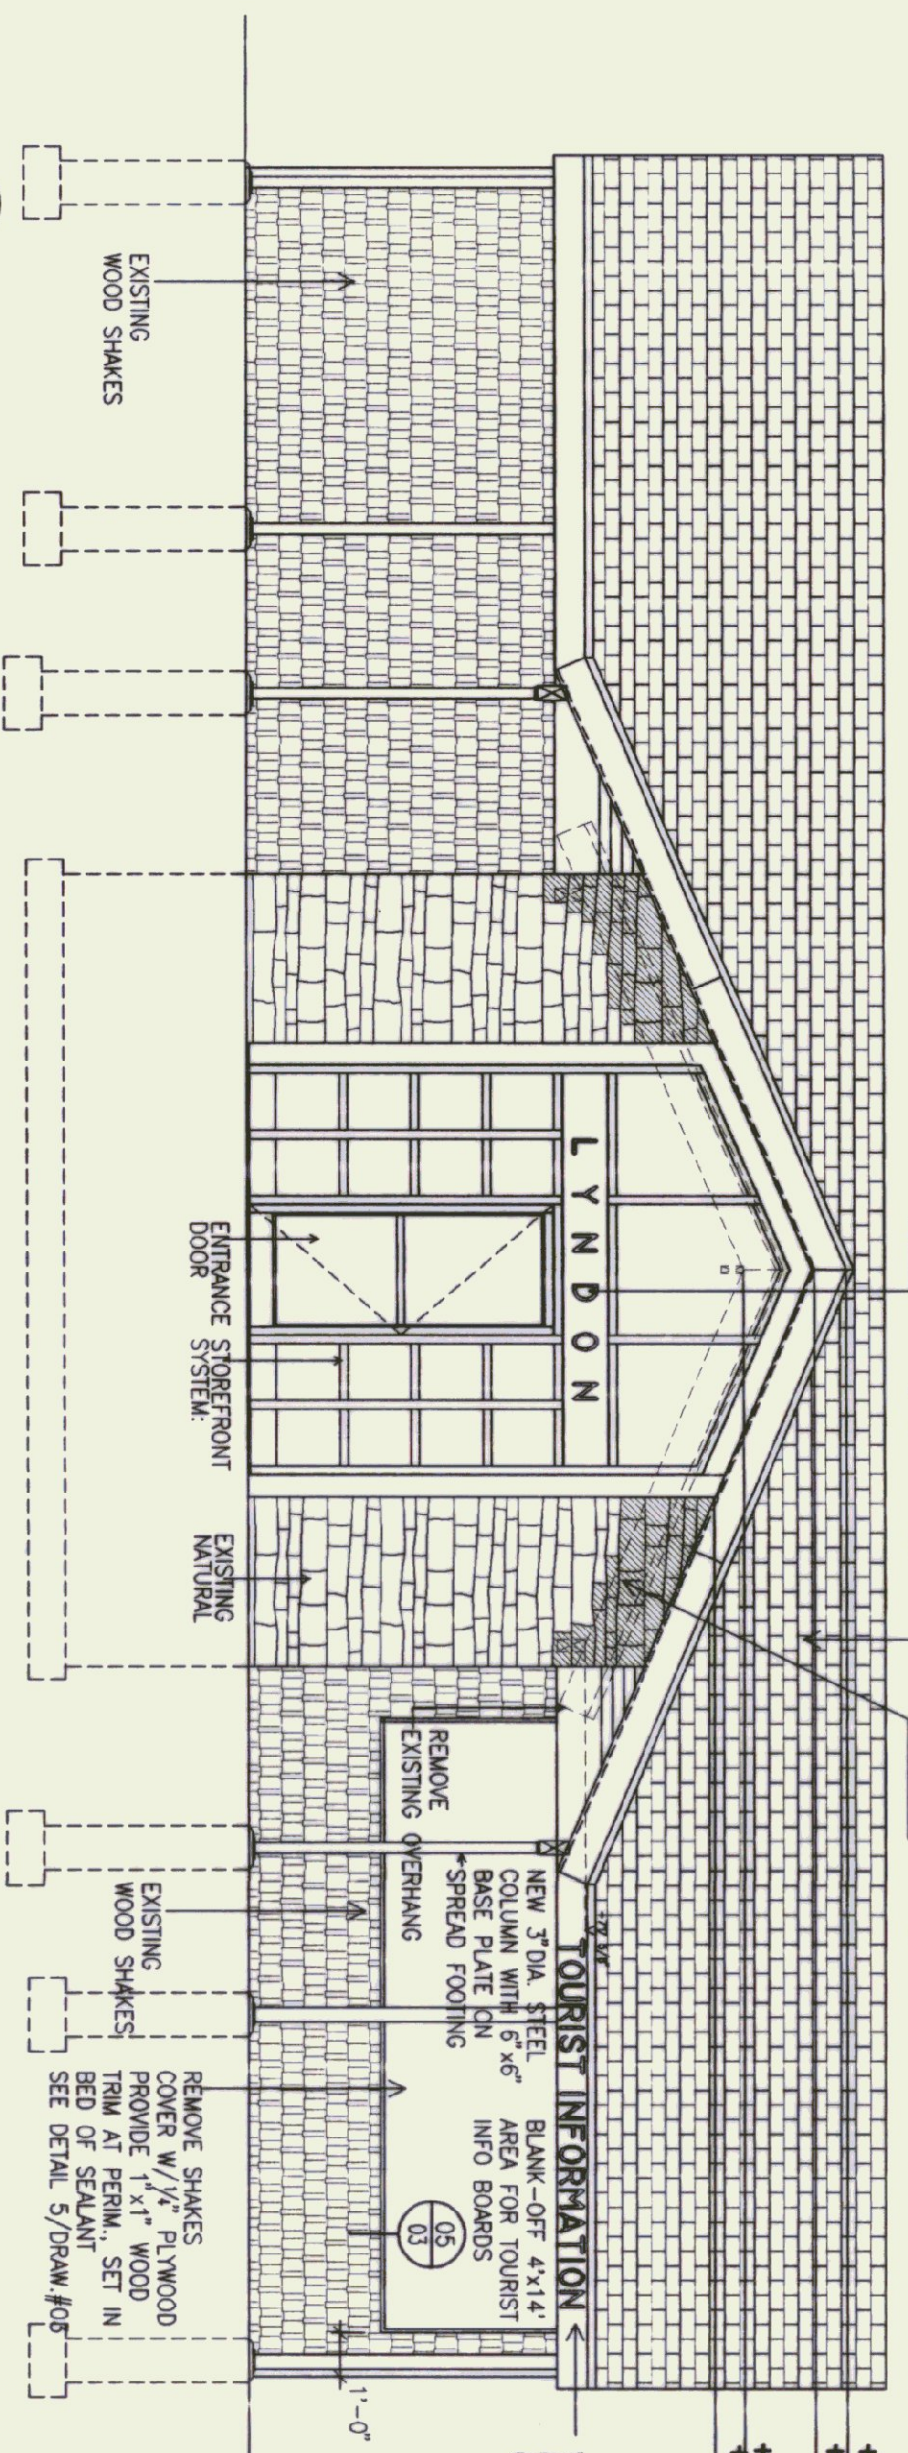 LYNDON
TOURIST INFORMATION
EXISTING
WOOD SHAKES
ENTRANCE STOREFRONT
DOOR SYSTEM:
EXISTING
NATURAL
REMOVE
EXISTING OVERHANG
NEW 3" DIA. STEEL
COLUMN WITH 6"x6"
BASE PLATE ON
SPREAD FOOTING
BLANK-OFF 4'x14'
AREA FOR TOURIST
INFO BOARDS
05
03
EXISTING
WOOD SHAKES
REMOVE SHAKES
COVER W/1/4" PLYWOOD
PROVIDE 1"x1" WOOD
TRIM AT PERIM., SET IN
BED OF SEALANT
SEE DETAIL 5/DRAW.#03
1'-0"